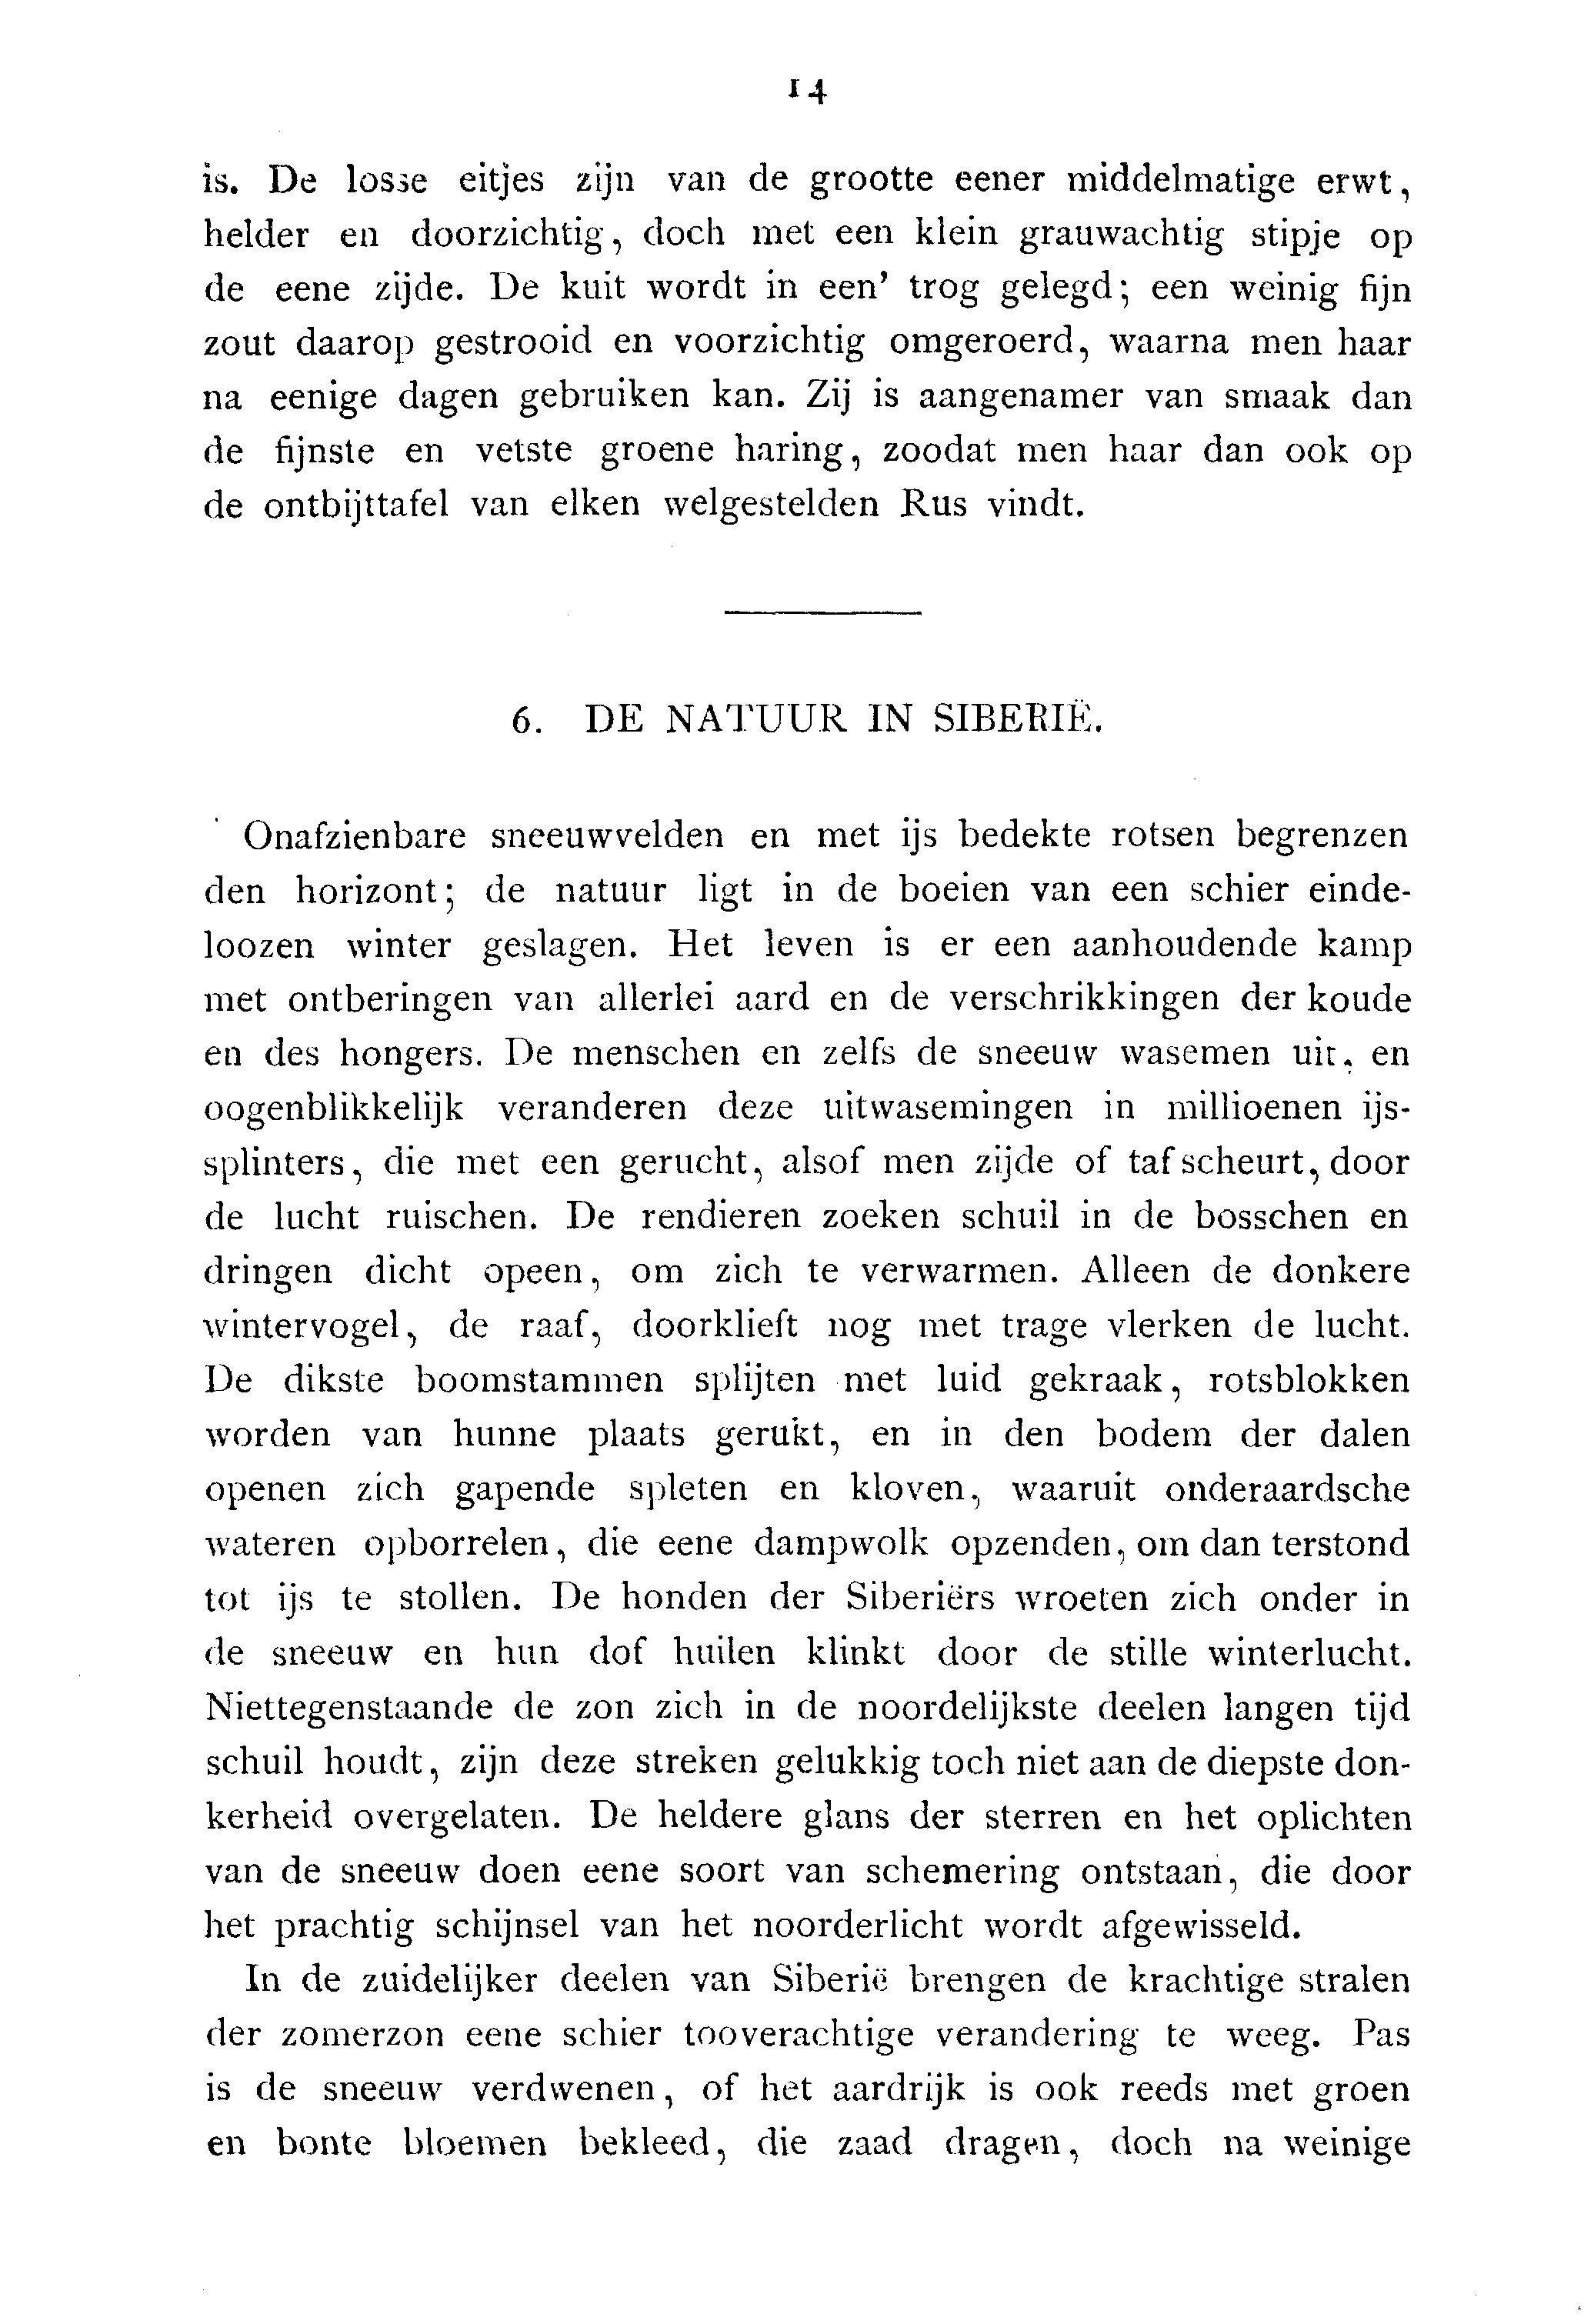 14
is. De losse eitjes zijn van de grootte eener middelmatige erwt,
helder en doorzichtig, doch met een klein grauwachtig stipje op
de eene zijde. De kuit wordt in een' trog gelegd; een weinig fijn
zout daarop gestrooid en voorzichtig omgeroerd, waarna men haar
na eenige dagen gebruiken kan. Zij is aangenamer van smaak dan
de fijnste en vetste groene haring, zoodat men haar dan ook op
de ontbijttafel van elken welgestelden Rus vindt.
6. DE NATUUR IN SIBERIË.
Onafzienbare sneeuwvelden en met ijs bedekte rotsen begrenzen
den horizont; de natuur ligt in de boeien van een schier einde-
loozen winter geslagen. Het leven is er een aanhoudende kamp
met ontberingen van allerlei aard en de verschrikkingen der koude
en des hongers. De menschen en zelfs de sneeuw wasemen uit, en
oogenblikkelijk veranderen deze uitwasemingen in millioenen ijs-
splinters, die met een gerucht, alsof men zijde of taf scheurt, door
de lucht ruischen. De rendieren zoeken schuil in de bosschen en
dringen dicht opeen, om zich te verwarmen. Alleen de donkere
wintervogel, de raaf, doorklieft nog met trage vlerken de lucht.
De dikste boomstammen splijten met luid gekraak, rotsblokken
worden van hunne plaats gerukt, en in den bodem der dalen
openen zich gapende spleten en kloven, waaruit onderaardsche
wateren opborrelen, die eene dampwolk opzenden, om dan terstond
tot ijs te stollen. De honden der Siberiërs wroeten zich onder in
de sneeuw en hun dof huilen klinkt door de stille winterlucht.
Niettegenstaande de zon zich in de noordelijkste deelen langen tijd
schuil houdt, zijn deze streken gelukkig toch niet aan de diepste don-
kerheid overgelaten. De heldere glans der sterren en het oplichten
van de sneeuw doen eene soort van schemering ontstaan, die door
het prachtig schijnsel van het noorderlicht wordt afgewisseld.
In de zuidelijker deelen van Siberië brengen de krachtige stralen
der zomerzon eene schier tooverachtige verandering te weeg. Pas
is de sneeuw verdwenen, of het aardrijk is ook reeds met groen
en bonte bloemen bekleed, die zaad dragen, doch na weinige